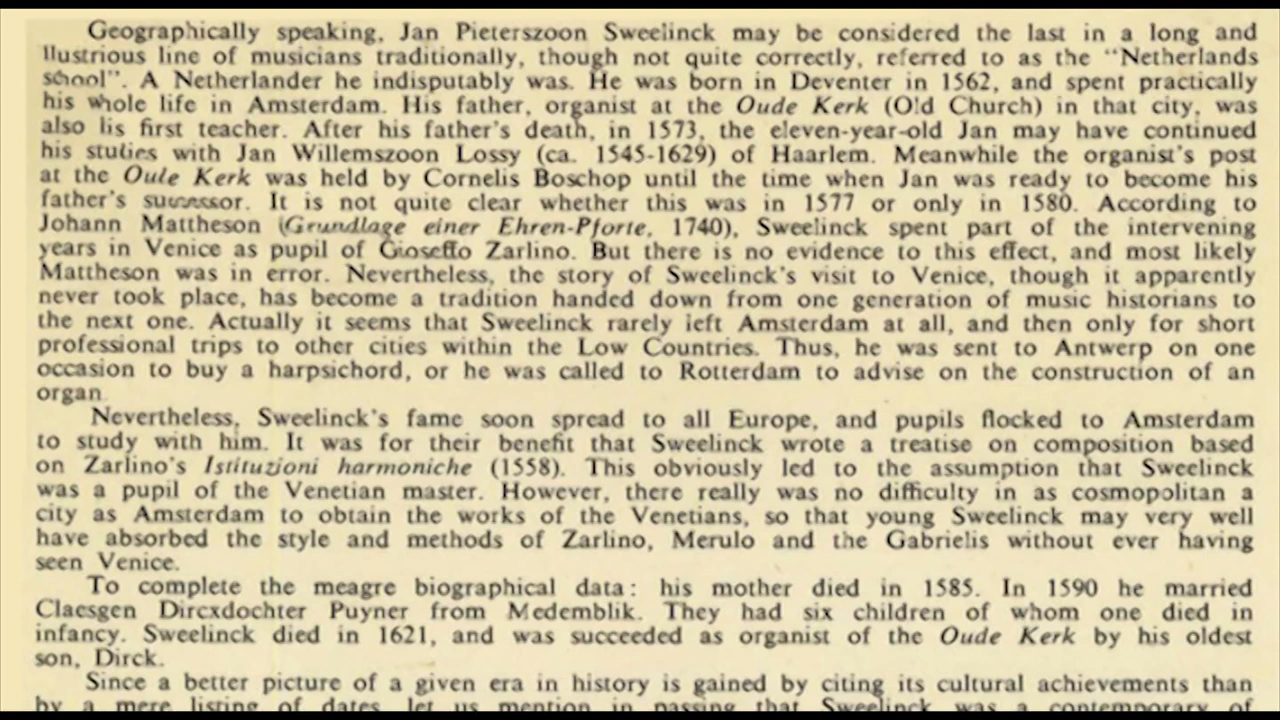 Geographically speaking, Jan Pieterszoon Sweelinck may be considered the last in a long and
llustrious line of musicians traditionally, though not quite correctly, referred to as the "Netherlands
school". A Netherlander he indisputably was. He was born in Deventer in 1562, and spent practically
his whole life in Amsterdam. His father, organist at the Oude Kerk (Old Church) in that city, was
also lis first teacher. After his father's death, in 1573, the eleven-year-old Jan may have continued
his studies with Jan Willemszoon Lossy (ca. 1545-1629) of Haarlem. Meanwhile the organist's post
at the Oude Kerk was held by Cornelis Boschop until the time when Jan was ready to become his
father's successor. It is not quite clear whether this was in 1577 or only in 1580. According to
Johann Mattheson (Grundlage einer Ehren-Pforte, 1740), Sweelinck spent part of the intervening
years in Venice as pupil of Gioseffo Zarlino. But there is no evidence to this effect, and most likely
Mattheson was in error. Nevertheless, the story of Sweelinck's visit to Venice, though it apparently
never took place, has become a tradition handed down from one generation of music historians to
the next one. Actually it seems that Sweelinck rarely left Amsterdam at all, and then only for short
professional trips to other cities within the Low Countries. Thus, he was sent to Antwerp on one
occasion to buy a harpsichord, or he was called to Rotterdam to advise on the construction of an
organ.
Nevertheless, Sweelinck's fame soon spread to all Europe, and pupils flocked to Amsterdam
to study with him. It was for their benefit that Sweelinck wrote a treatise on composition based
on Zarlino's Istituzioni harmoniche (1558). This obviously led to the assumption that Sweelinck
was a pupil of the Venetian master. However, there really was no difficulty in as cosmopolitan a
city as Amsterdam to obtain the works of the Venetians, so that young Sweelinck may very well
have absorbed the style and methods of Zarlino, Merulo and the Gabrielis without ever having
seen Venice.
To complete the meagre biographical data: his mother died in 1585. In 1590 he married
Claesgen Dircxdochter Puyner from Medemblik. They had six children of whom one died in
infancy. Sweelinck died in 1621, and was succeeded as organist of the Oude Kerk by his oldest
son, Dirck.
Since a better picture of a given era in history is gained by citing its cultural achievements than
by a mere listing of dates, let us mention in passing that Sweelinck was a contemporary of